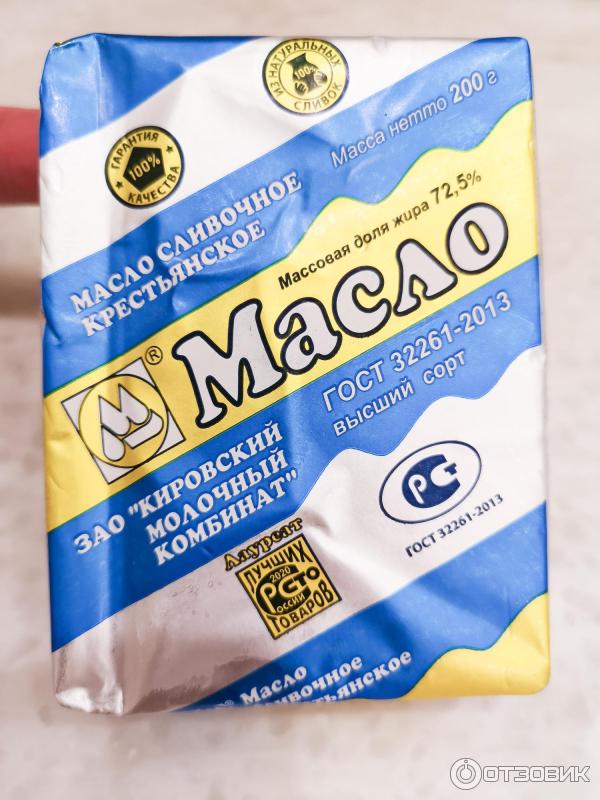 ИЗ НАТУРАЛЬНЫХ
100%
СЛИВОК
Масса нетто 200 г
ГАРАНТИЯ
100%
КАЧЕСТВА
МАСЛО СЛИВОЧНОЕ
КРЕСТЬЯНСКОЕ
Массовая доля жира 72,5%
®
Масло
ГОСТ 32261-2013
высший сорт
ЗАО "КИРОВСКИЙ
МОЛОЧНЫЙ
КОМБИНАТ"
РСТ
ГОСТ 32261-2013
Лауреат
ЛУЧШИХ
2020
РОССИИ
ТОВАРОВ
Масло
сливочное
ОТЗОВИК